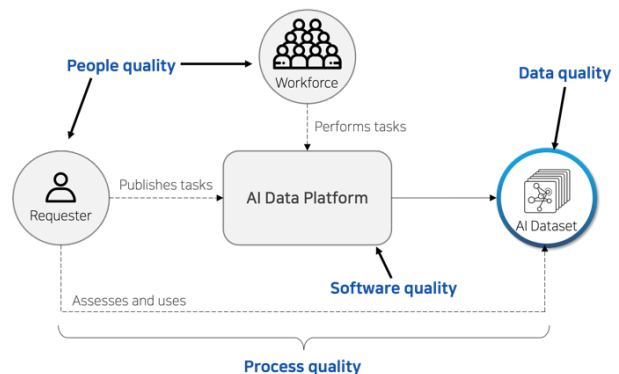 People quality
Workforce
Data quality
Performs tasks
Requester
Publishes tasks
AI Data Platform
AI Dataset
Software quality
Assesses and uses
Process quality